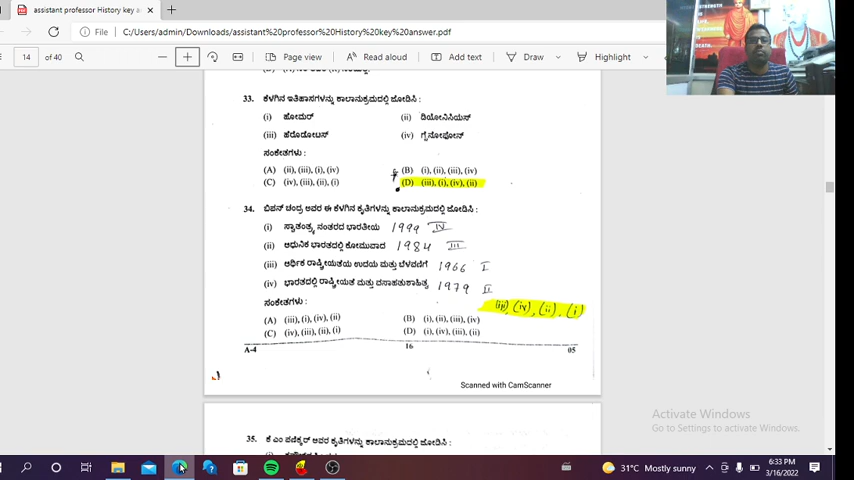 assistant professor History key a
File
C:/Users/admin/assistant%20professor%20History%20key%20answer.pdf
14 of 40
Page view
Read aloud
Add text
Draw
Highlight
33. ಕೆಳಗಿನ ಇತಿಹಾಸಗಳನ್ನು ಕಾಲಾನುಕ್ರಮದಲ್ಲಿ ಜೋಡಿಸಿ :
(i) ಹೋಮರ್ (ii) ಡಿಯೋನಿಸಿಯಸ್
(iii) ಹೆರೊಡೋಟಸ್ (iv) ಗ್ಜೆನೋಫೋನ್
ಸಂಕೇತಗಳು :
(A) (ii), (iii), (i), (iv) (B) (i), (ii), (iii), (iv)
(C) (iv), (iii), (ii), (i) (D) (iii), (i), (iv), (ii)
34. ಬಿಪನ್ ಚಂದ್ರ ಅವರ ಈ ಕೆಳಗಿನ ಕೃತಿಗಳನ್ನು ಕಾಲಾನುಕ್ರಮದಲ್ಲಿ ಜೋಡಿಸಿ :
(i) ಸ್ವಾತಂತ್ರ್ಯ ನಂತರದ ಭಾರತೀಯ 1999 IV
(ii) ಆಧುನಿಕ ಭಾರತದಲ್ಲಿ ಕೋಮುವಾದ 1984 III
(iii) ಆರ್ಥಿಕ ರಾಷ್ಟ್ರೀಯತೆಯ ಉದಯ ಮತ್ತು ಬೆಳವಣಿಗೆ 1966 I
(iv) ಭಾರತದಲ್ಲಿ ರಾಷ್ಟ್ರೀಯತೆ ಮತ್ತು ವಸಾಹತುಶಾಹಿತ್ವ 1979 II
ಸಂಕೇತಗಳು : (iii), (iv), (ii), (i)
(A) (iii), (i), (iv), (ii) (B) (i), (ii), (iii), (iv)
(C) (iv), (iii), (ii), (i) (D) (i), (iv), (iii), (ii)
A-4 16 05
Scanned with CamScanner
Activate Windows
Go to Settings to activate Windows.
35. ಕೆ ಎಂ ಪಣಿಕ್ಕರ್ ಅವರ ಕೃತಿಗಳನ್ನು ಕಾಲಾನುಕ್ರಮದಲ್ಲಿ ಜೋಡಿಸಿ :
31°C Mostly sunny
6:33 PM
3/16/2022